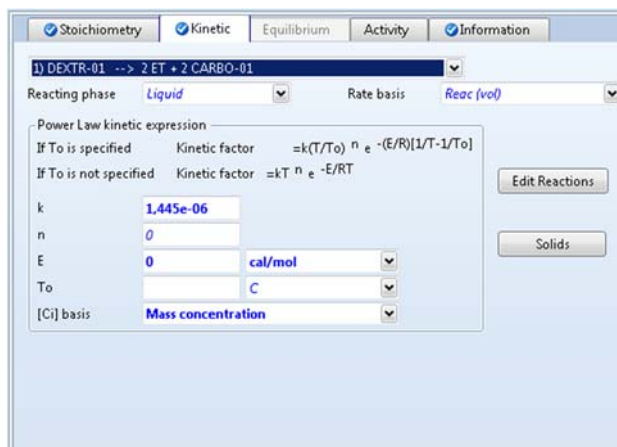 Stoichiometry Kinetic Equilibrium Activity Information
1) DEXTR-01 --> 2 ET + 2 CARBO-01
Reacting phase Liquid Rate basis Reac (vol)
Power Law kinetic expression
If To is specified Kinetic factor =k(T/To) n e -(E/R)[1/T-1/To]
If To is not specified Kinetic factor =kT n e -E/RT
Edit Reactions
k 1,445e-06
n 0
Solids
E 0 cal/mol
To C
[Ci] basis Mass concentration